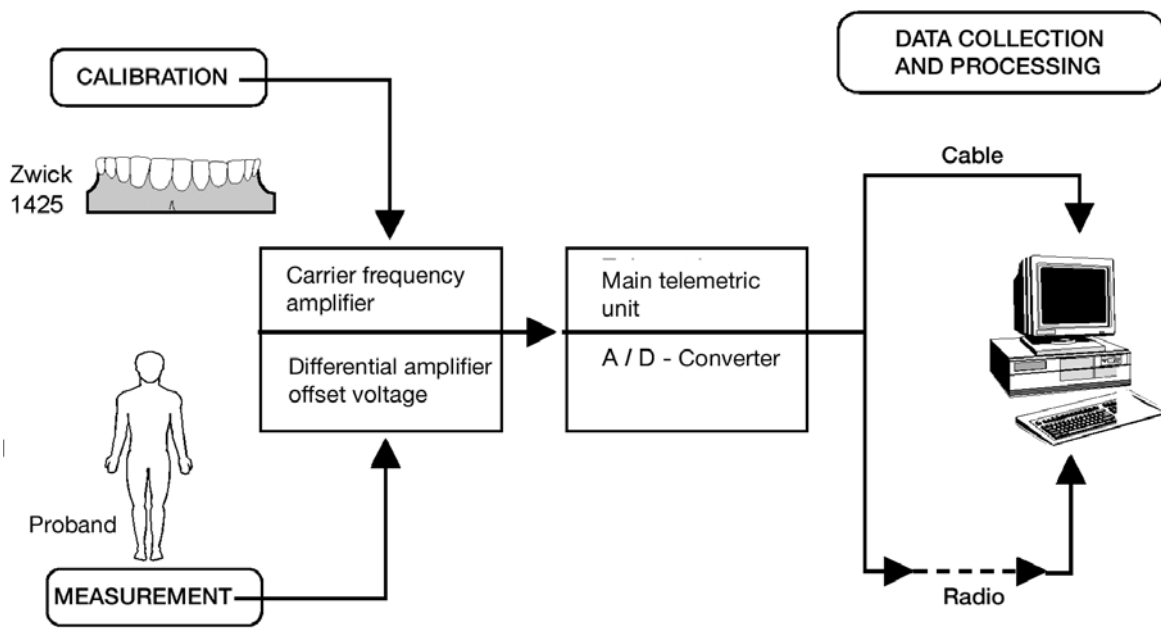 CALIBRATION
Zwick
1425
Proband
MEASUREMENT
Carrier frequency
amplifier
Differential amplifier
offset voltage
Main telemetric
unit
A / D - Converter
DATA COLLECTION
AND PROCESSING
Cable
Radio